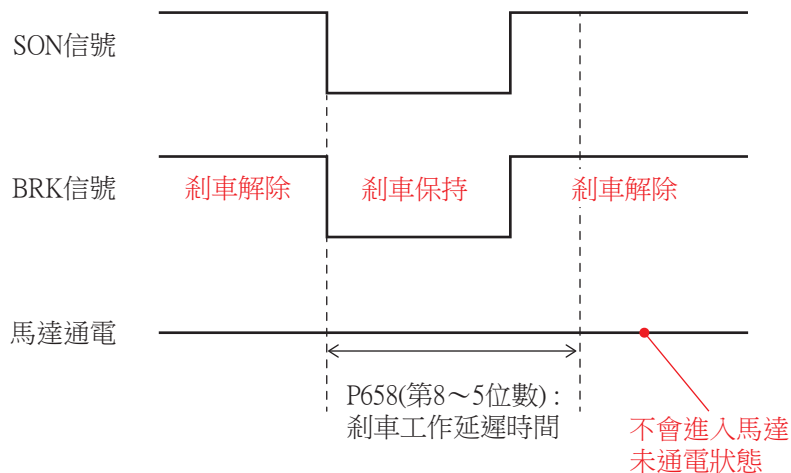 SON信號
BRK信號
剎車解除
剎車保持
剎車解除
馬達通電
P658(第8～5位數)：
剎車工作延遲時間
不會進入馬達
未通電狀態